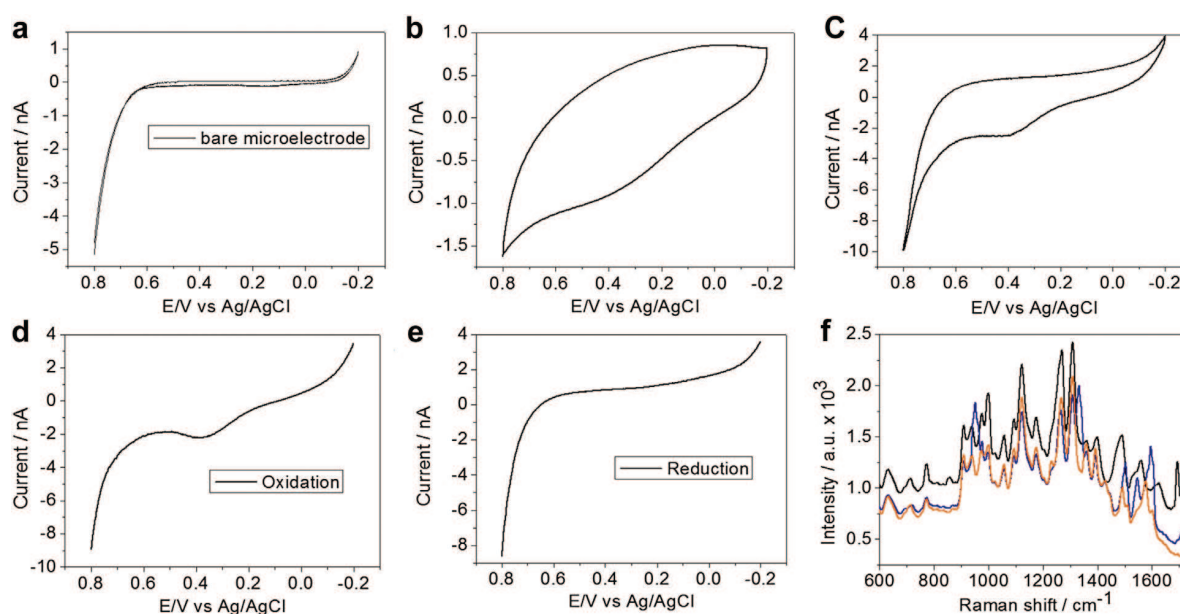 a
Current / nA
1
0
-1
-2
-3
-4
-5
bare microelectrode
0.8 0.6 0.4 0.2 0.0 -0.2
E/V vs Ag/AgCl
b
Current / nA
1.0
0.5
0.0
-0.5
-1.0
-1.5
0.8 0.6 0.4 0.2 0.0 -0.2
E/V vs Ag/AgCl
C
Current / nA
4
2
0
-2
-4
-6
-8
-10
0.8 0.6 0.4 0.2 0.0 -0.2
E/V vs Ag/AgCl
d
Current / nA
4
2
0
-2
-4
-6
-8
-10
Oxidation
0.8 0.6 0.4 0.2 0.0 -0.2
E/V vs Ag/AgCl
e
Current / nA
4
2
0
-2
-4
-6
-8
Reduction
0.8 0.6 0.4 0.2 0.0 -0.2
E/V vs Ag/AgCl
f
Intensity / a.u. x 10³
2.5
2.0
1.5
1.0
0.5
600 800 1000 1200 1400 1600
Raman shift / cm⁻¹